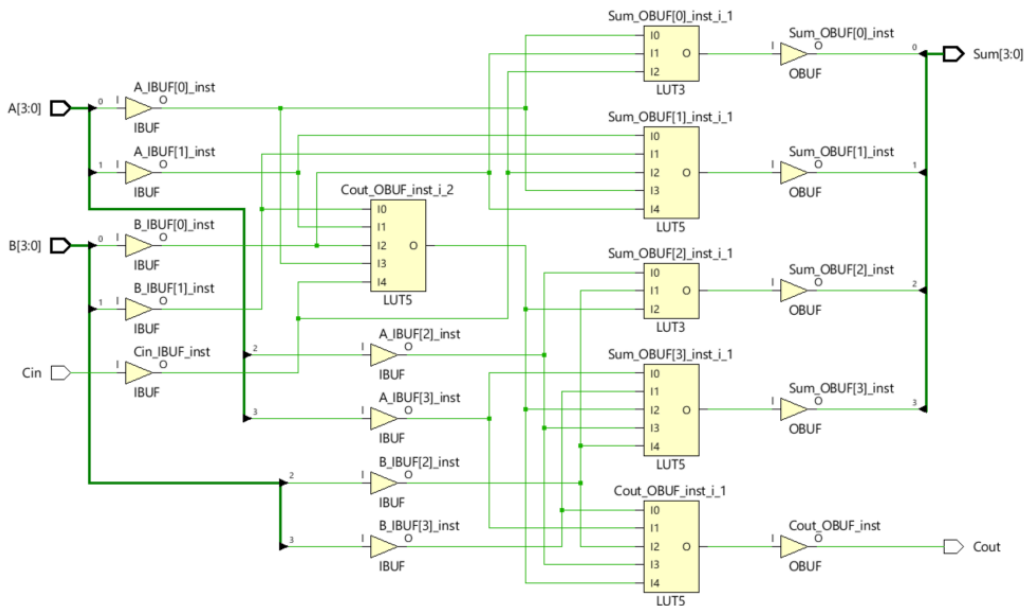 A[3:0]
0
I
A_IBUF[0]_inst
O
IBUF
1
I
A_IBUF[1]_inst
O
IBUF
B[3:0]
0
I
B_IBUF[0]_inst
O
IBUF
1
I
B_IBUF[1]_inst
O
IBUF
Cin
I
Cin_IBUF_inst
O
IBUF
Cout_OBUF_inst_i_2
I0
I1
I2
I3
I4
O
LUT5
2
I
A_IBUF[2]_inst
O
IBUF
3
I
A_IBUF[3]_inst
O
IBUF
2
I
B_IBUF[2]_inst
O
IBUF
3
I
B_IBUF[3]_inst
O
IBUF
Sum_OBUF[0]_inst_i_1
I0
I1
I2
O
LUT3
Sum_OBUF[1]_inst_i_1
I0
I1
I2
I3
I4
O
LUT5
Sum_OBUF[2]_inst_i_1
I0
I1
I2
O
LUT3
Sum_OBUF[3]_inst_i_1
I0
I1
I2
I3
I4
O
LUT5
Cout_OBUF_inst_i_1
I0
I1
I2
I3
I4
O
LUT5
Sum_OBUF[0]_inst
I
O
OBUF
0
Sum[3:0]
Sum_OBUF[1]_inst
I
O
OBUF
1
Sum_OBUF[2]_inst
I
O
OBUF
2
Sum_OBUF[3]_inst
I
O
OBUF
3
Cout_OBUF_inst
I
O
OBUF
Cout